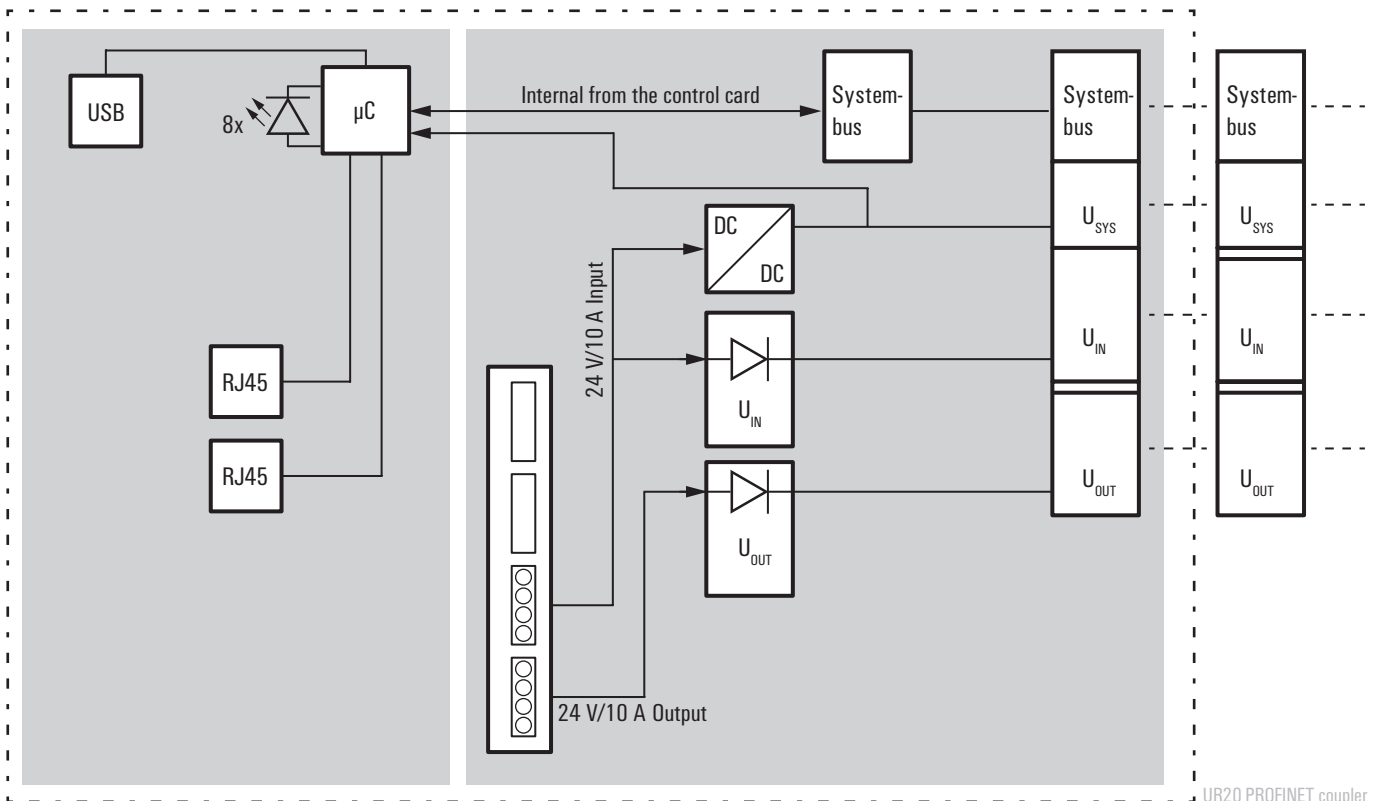 USB
8x
µC
Internal from the control card
System-
bus
System-
bus
System-
bus
DC
DC
U_SYS
U_SYS
24 V/10 A Input
U_IN
U_IN
U_IN
RJ45
RJ45
U_OUT
U_OUT
U_OUT
24 V/10 A Output
UR20 PROFINET coupler